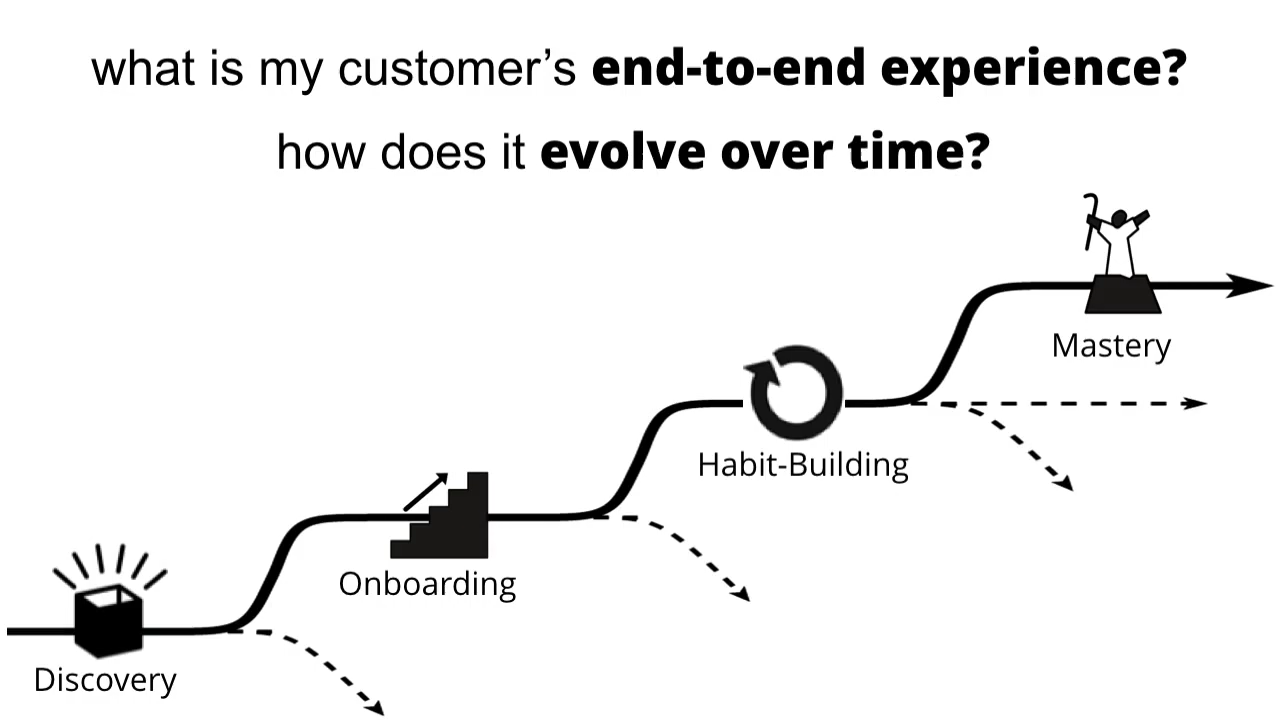 what is my customer’s end-to-end experience?
how does it evolve over time?
Mastery
Habit-Building
Onboarding
Discovery